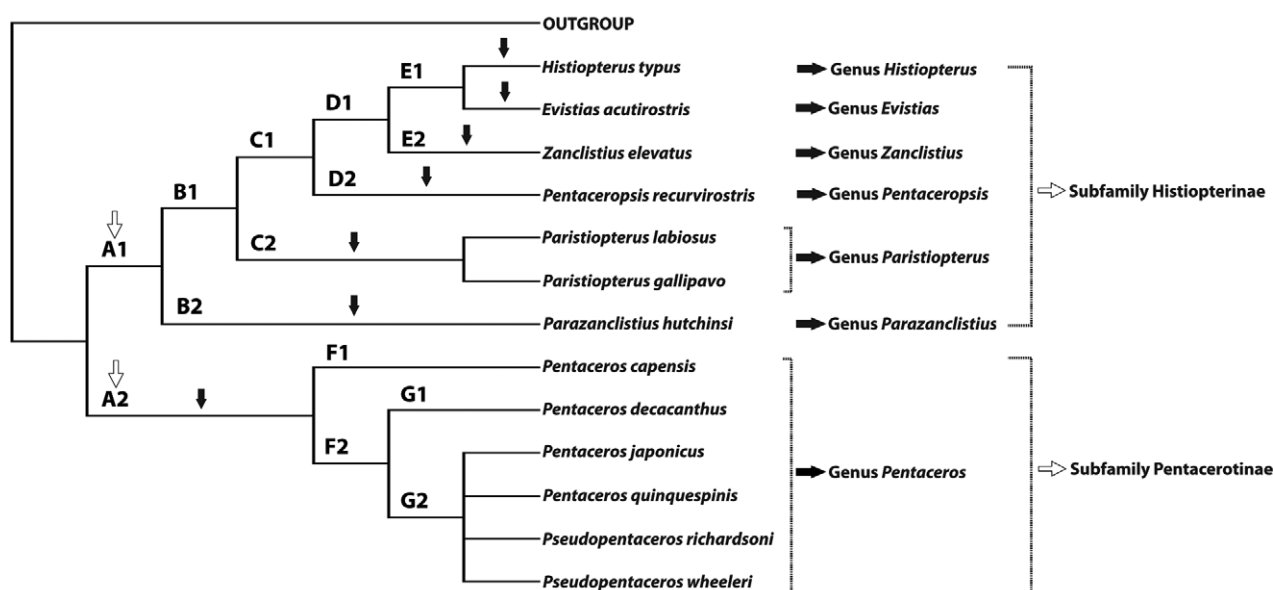 OUTGROUP
E1
Histiopterus typus
Genus Histiopterus
D1
Evistias acutirostris
Genus Evistias
C1
E2
Zanclistius elevatus
Genus Zanclistius
D2
Pentaceropsis recurvirostris
Genus Pentaceropsis
Subfamily Histiopterinae
B1
A1
C2
Paristiopterus labiosus
Genus Paristiopterus
Paristiopterus gallipavo
B2
Parazanclistius hutchinsi
Genus Parazanclistius
F1
Pentaceros capensis
A2
G1
Pentaceros decacanthus
F2
Pentaceros japonicus
Genus Pentaceros
Subfamily Pentacerotinae
G2
Pentaceros quinquespinis
Pseudopentaceros richardsoni
Pseudopentaceros wheeleri